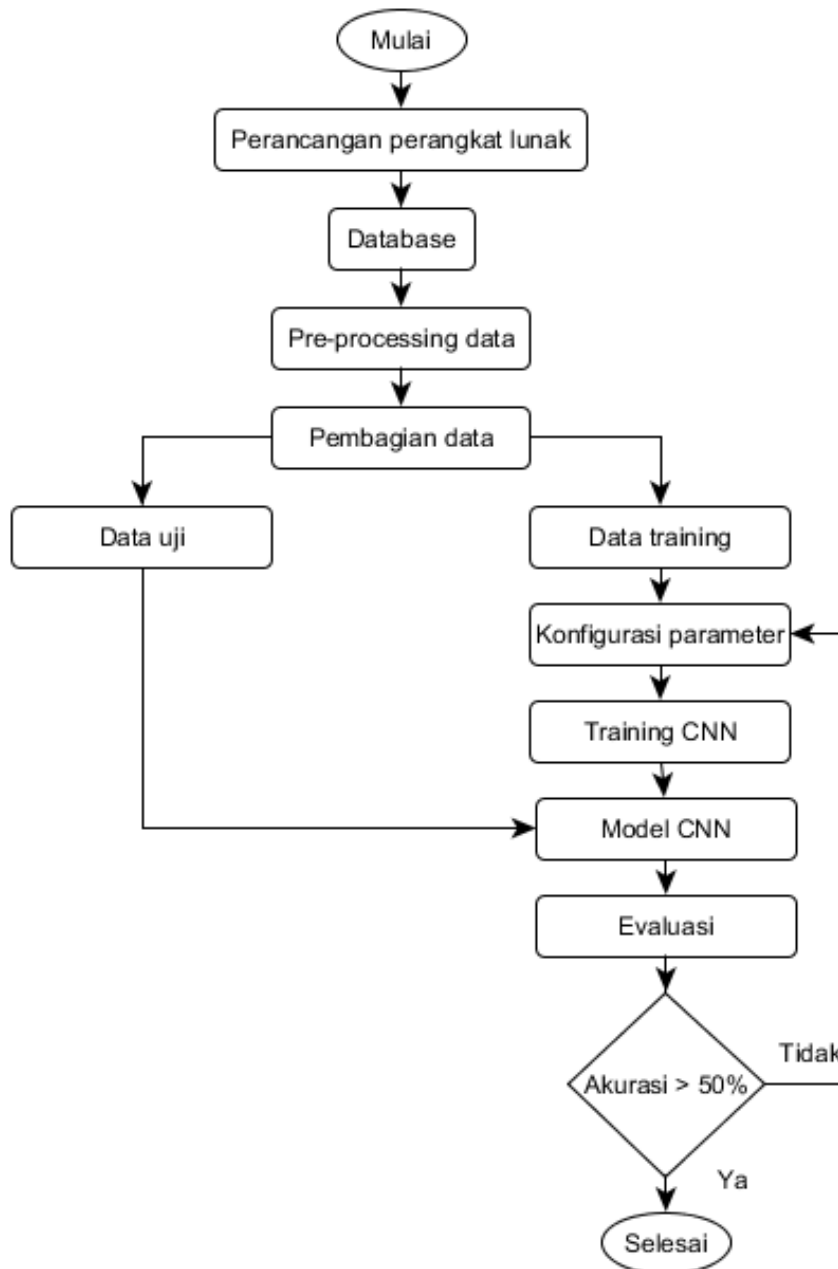 Mulai
Perancangan perangkat lunak
Database
Pre-processing data
Pembagian data
Data uji
Data training
Konfigurasi parameter
Training CNN
Model CNN
Evaluasi
Akurasi > 50%
Tidak
Ya
Selesai